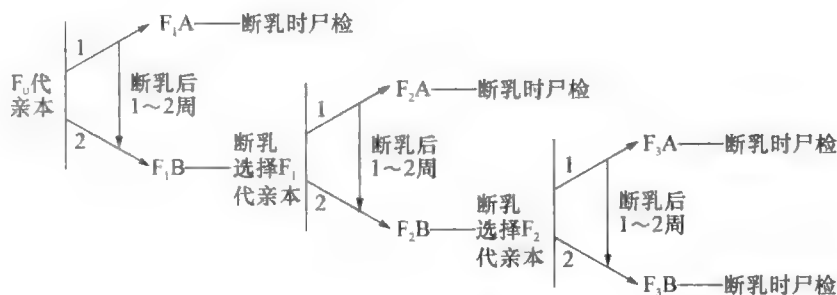 F₁A—断乳时尸检
1
F₀代
亲本
断乳后
1～2周
2
F₁B—断乳
选择F₁
代亲本
1
F₂A—断乳时尸检
断乳后
1～2周
2
F₂B—断乳
选择F₂
代亲本
1
F₃A—断乳时尸检
断乳后
1～2周
2
F₃B—断乳时尸检